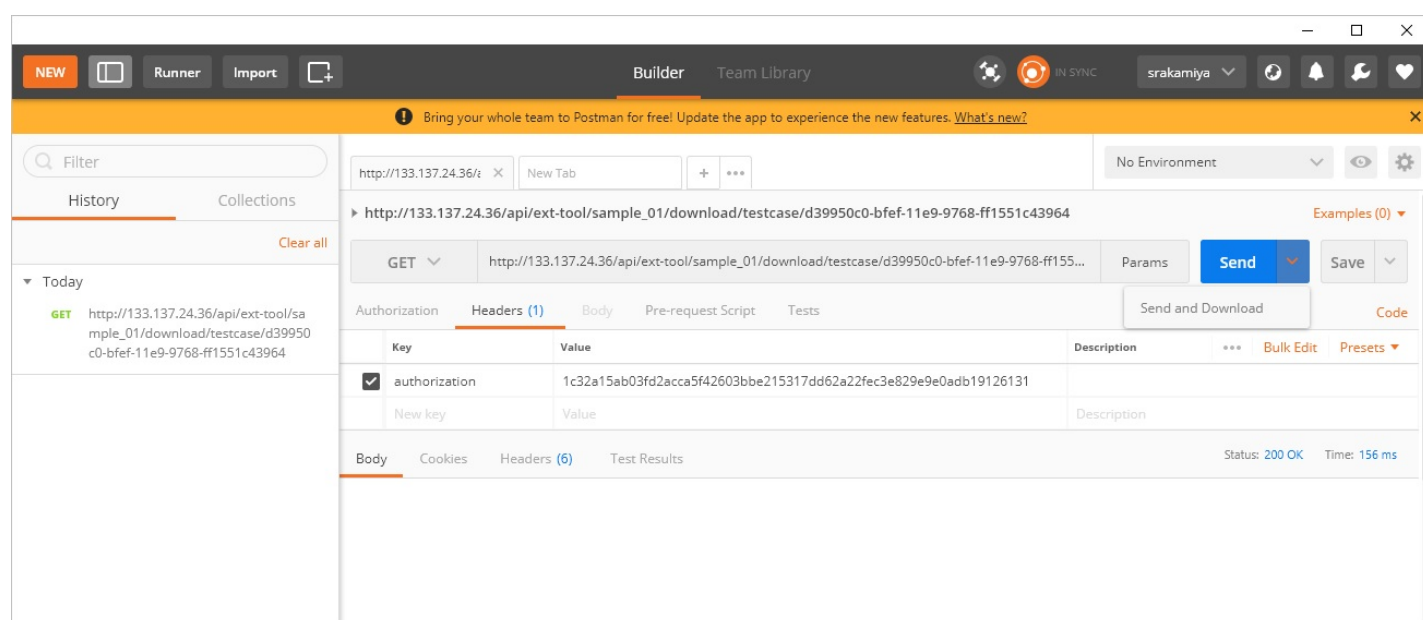 NEW Runner Import Builder Team Library IN SYNC srakamiya
Bring your whole team to Postman for free! Update the app to experience the new features. What's new?
Filter
History Collections
Clear all
Today
GET http://133.137.24.36/api/ext-tool/sa
mple_01/download/testcase/d39950
c0-bfef-11e9-9768-ff1551c43964
http://133.137.24.36/a New Tab + ••• No Environment
http://133.137.24.36/api/ext-tool/sample_01/download/testcase/d39950c0-bfef-11e9-9768-ff1551c43964 Examples (0)
GET http://133.137.24.36/api/ext-tool/sample_01/download/testcase/d39950c0-bfef-11e9-9768-ff155... Params Send Save
Send and Download
Authorization Headers (1) Body Pre-request Script Tests Code
Key Value Description ••• Bulk Edit Presets
authorization 1c32a15ab03fd2acca5f42603bbe215317dd62a22fec3e829e9e0adb19126131
New key Value Description
Body Cookies Headers (6) Test Results Status: 200 OK Time: 156 ms